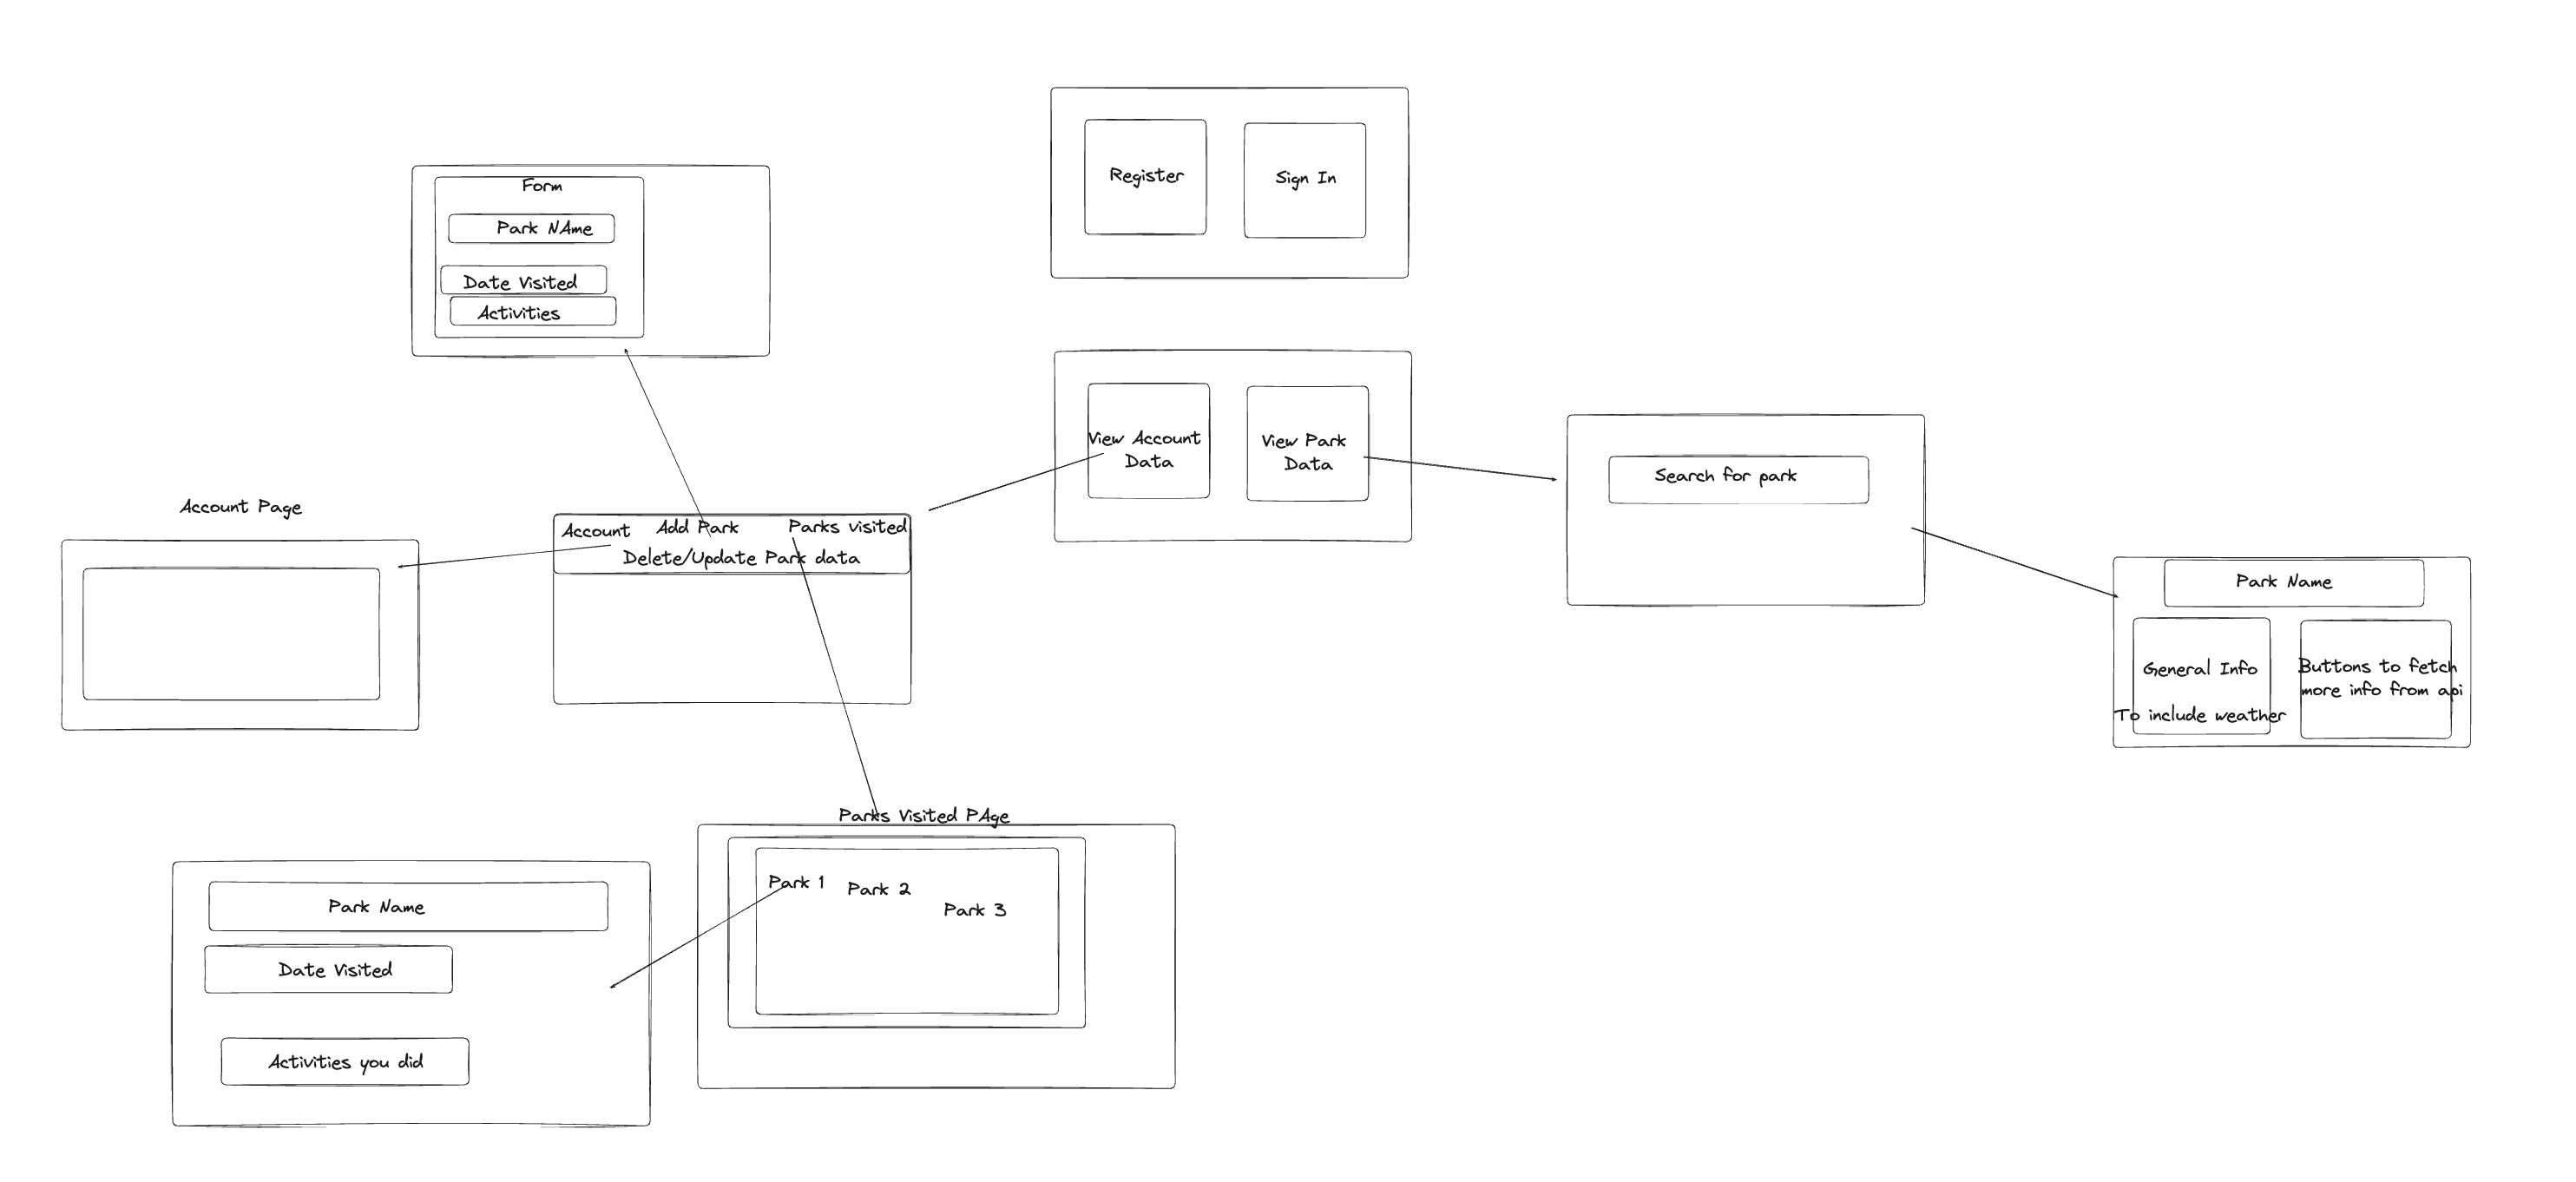 Register
Sign In
Form
Park NAme
Date Visited
Activities
View Account
Data
View Park
Data
Search for park
Account Page
Account
Add Park
Parks visited
Delete/Update Park data
Park Name
General Info
To include weather
Buttons to fetch
more info from api
Parks Visited PAge
Park 1
Park 2
Park 3
Park Name
Date Visited
Activities you did